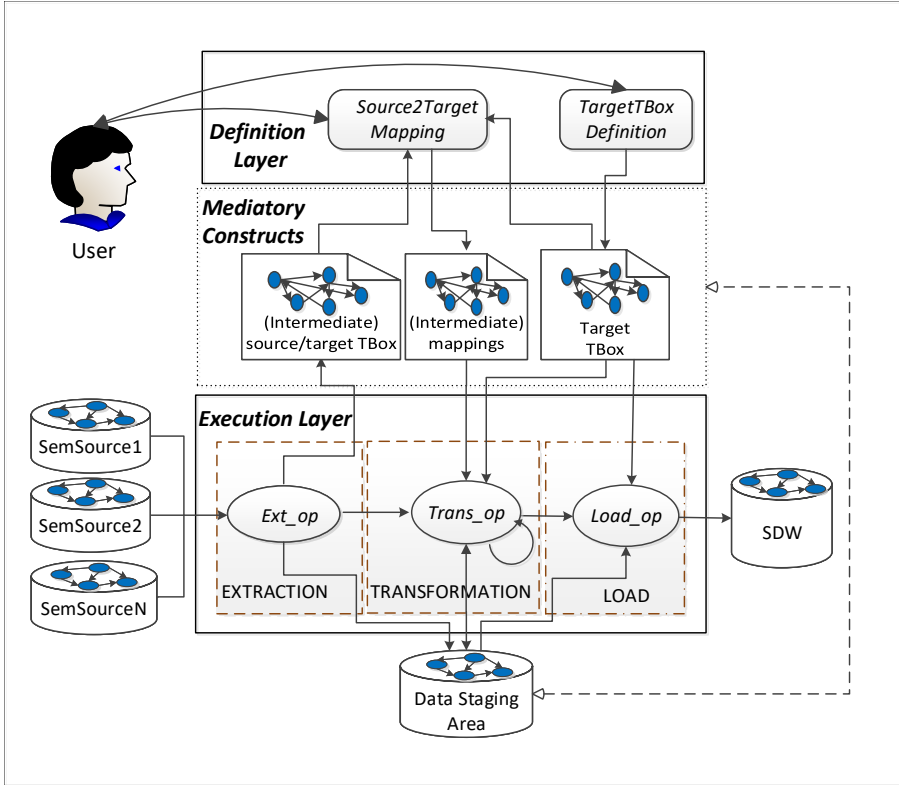 Source2Target
Mapping
TargetTBox
Definition
Definition
Layer
User
Mediatory
Constructs
(Intermediate)
source/target TBox
(Intermediate)
mappings
Target
TBox
Execution Layer
SemSource1
SemSource2
SemSourceN
Ext_op
Trans_op
Load_op
SDW
EXTRACTION
TRANSFORMATION
LOAD
Data Staging
Area